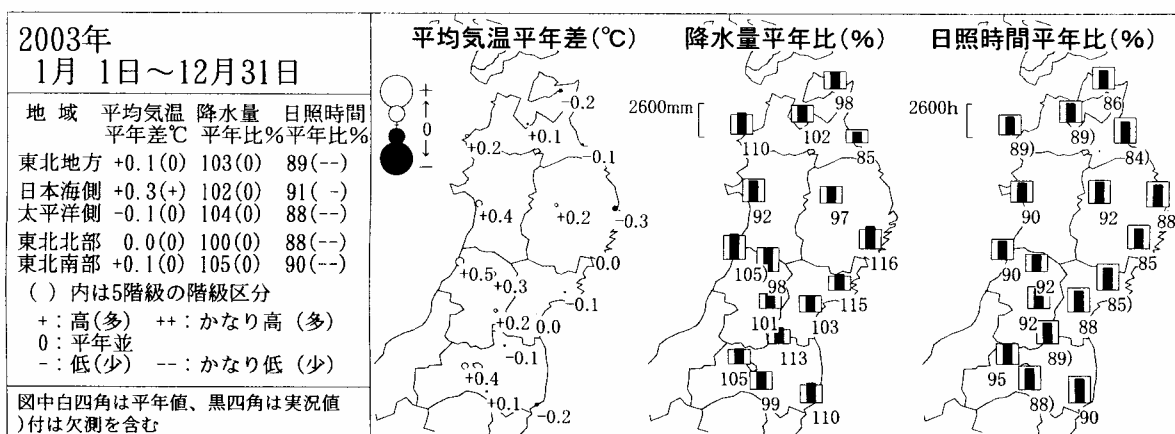 2003年
1月 1日～12月31日
地 域 平均気温 降水量 日照時間
平年差℃ 平年比% 平年比%
東北地方 +0.1(0) 103(0) 89(--)
日本海側 +0.3(+) 102(0) 91( -)
太平洋側 -0.1(0) 104(0) 88(--)
東北北部 0.0(0) 100(0) 88(--)
東北南部 +0.1(0) 105(0) 90(--)
( ) 内は5階級の階級区分
+:高(多) ++:かなり高 (多)
0:平年並
-:低(少) --:かなり低 (少)
図中白四角は平年値、黒四角は実況値
)付は欠測を含む
平均気温平年差(℃)
+
↑
0
↓
-
-0.2
+0.1
+0.2
-0.1
+0.4
+0.2
-0.3
0.0
+0.5
+0.3
-0.1
+0.2
0.0
-0.1
+0.4
+0.1
-0.2
降水量平年比(%)
2600mm
98
102
110
85
92
97
116
105)
98
115
101
103
113
105
99
110
日照時間平年比(%)
2600h
86
89)
89)
84)
90
92
88
85
90
92
85)
92
88
89)
95
88)
90